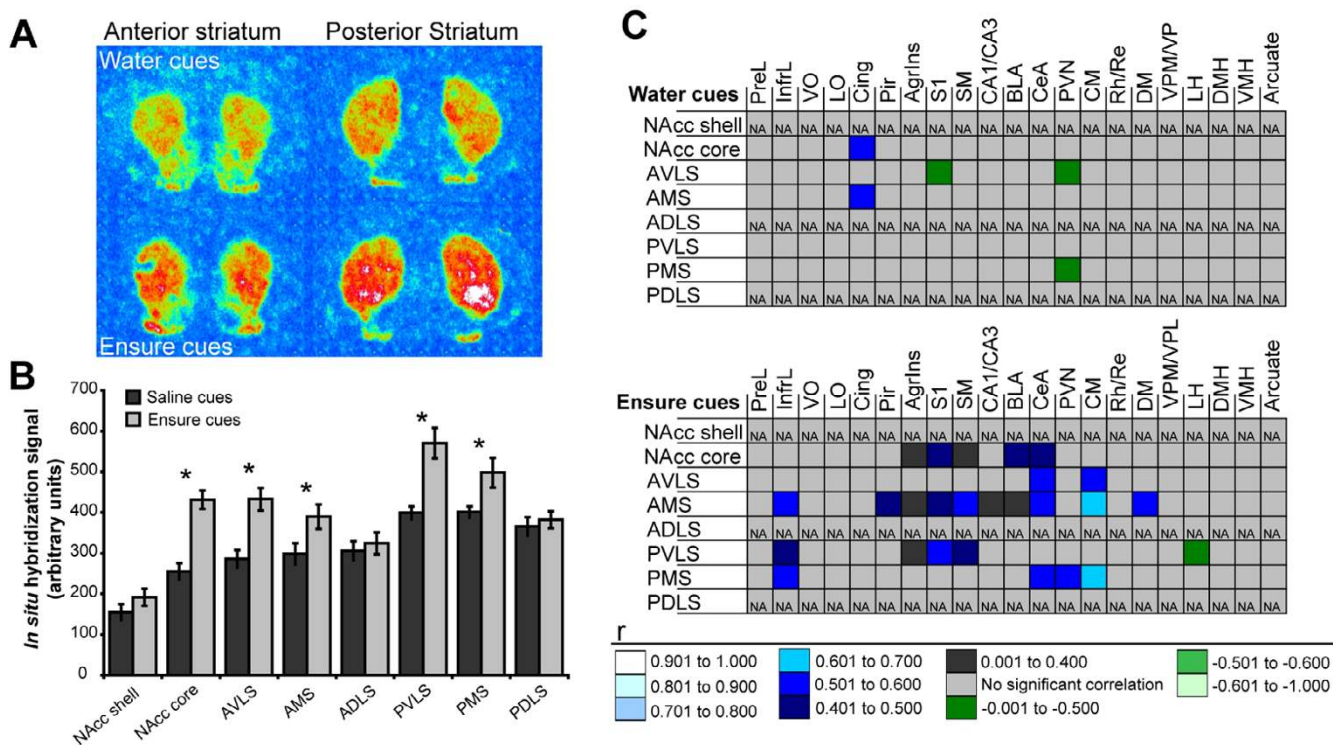 A
Anterior striatum
Posterior Striatum
Water cues
Ensure cues
B
In situ hybridization signal
(arbitrary units)
700
600
500
400
300
200
100
0
Saline cues
Ensure cues
*
*
*
*
*
NAcc shell
NAcc core
AVLS
AMS
ADLS
PVLS
PMS
PDLS
C
Water cues PreL InfrL VO LO Cing Pir AgrIns S1 SM CA1/CA3 BLA CeA PVN CM Rh/Re DM VPM/VP LH DMH VMH Arcuate
NAcc shell NA NA NA NA NA NA NA NA NA NA NA NA NA NA NA NA NA NA NA NA NA
NAcc core
AVLS
AMS
ADLS NA NA NA NA NA NA NA NA NA NA NA NA NA NA NA NA NA NA NA NA NA
PVLS
PMS
PDLS NA NA NA NA NA NA NA NA NA NA NA NA NA NA NA NA NA NA NA NA NA
Ensure cues PreL InfrL VO LO Cing Pir AgrIns S1 SM CA1/CA3 BLA CeA PVN CM Rh/Re DM VPM/VPL LH DMH VMH Arcuate
NAcc shell NA NA NA NA NA NA NA NA NA NA NA NA NA NA NA NA NA NA NA NA NA
NAcc core
AVLS
AMS
ADLS NA NA NA NA NA NA NA NA NA NA NA NA NA NA NA NA NA NA NA NA NA
PVLS
PMS
PDLS NA NA NA NA NA NA NA NA NA NA NA NA NA NA NA NA NA NA NA NA NA
r
0.901 to 1.000 0.601 to 0.700 0.001 to 0.400 -0.501 to -0.600
0.801 to 0.900 0.501 to 0.600 No significant correlation -0.601 to -1.000
0.701 to 0.800 0.401 to 0.500 -0.001 to -0.500